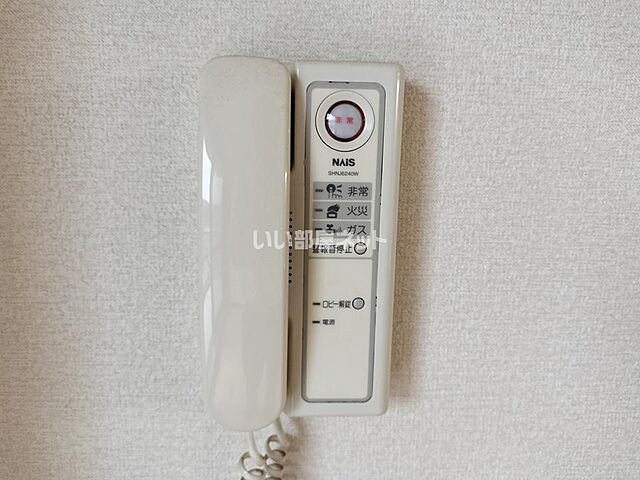 非常
NAiS
SHNJ6240W
非常
火災
ガス
いい部屋ネット
警報音停止
ロビー解錠
電源